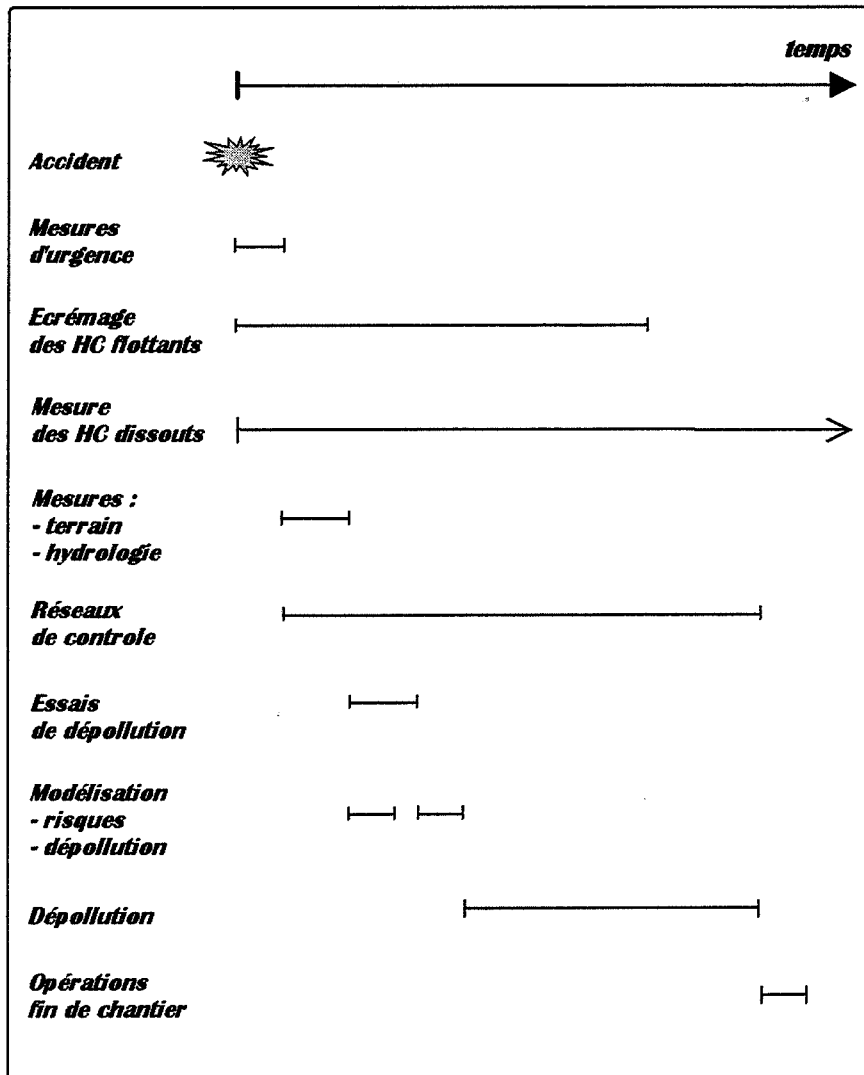 temps
Accident
Mesures
d'urgence
Ecrémage
des HC flottants
Mesure
des HC dissouts
Mesures :
- terrain
- hydrologie
Réseaux
de controle
Essais
de dépollution
Modélisation
- risques
- dépollution
Dépollution
Opérations
fin de chantier